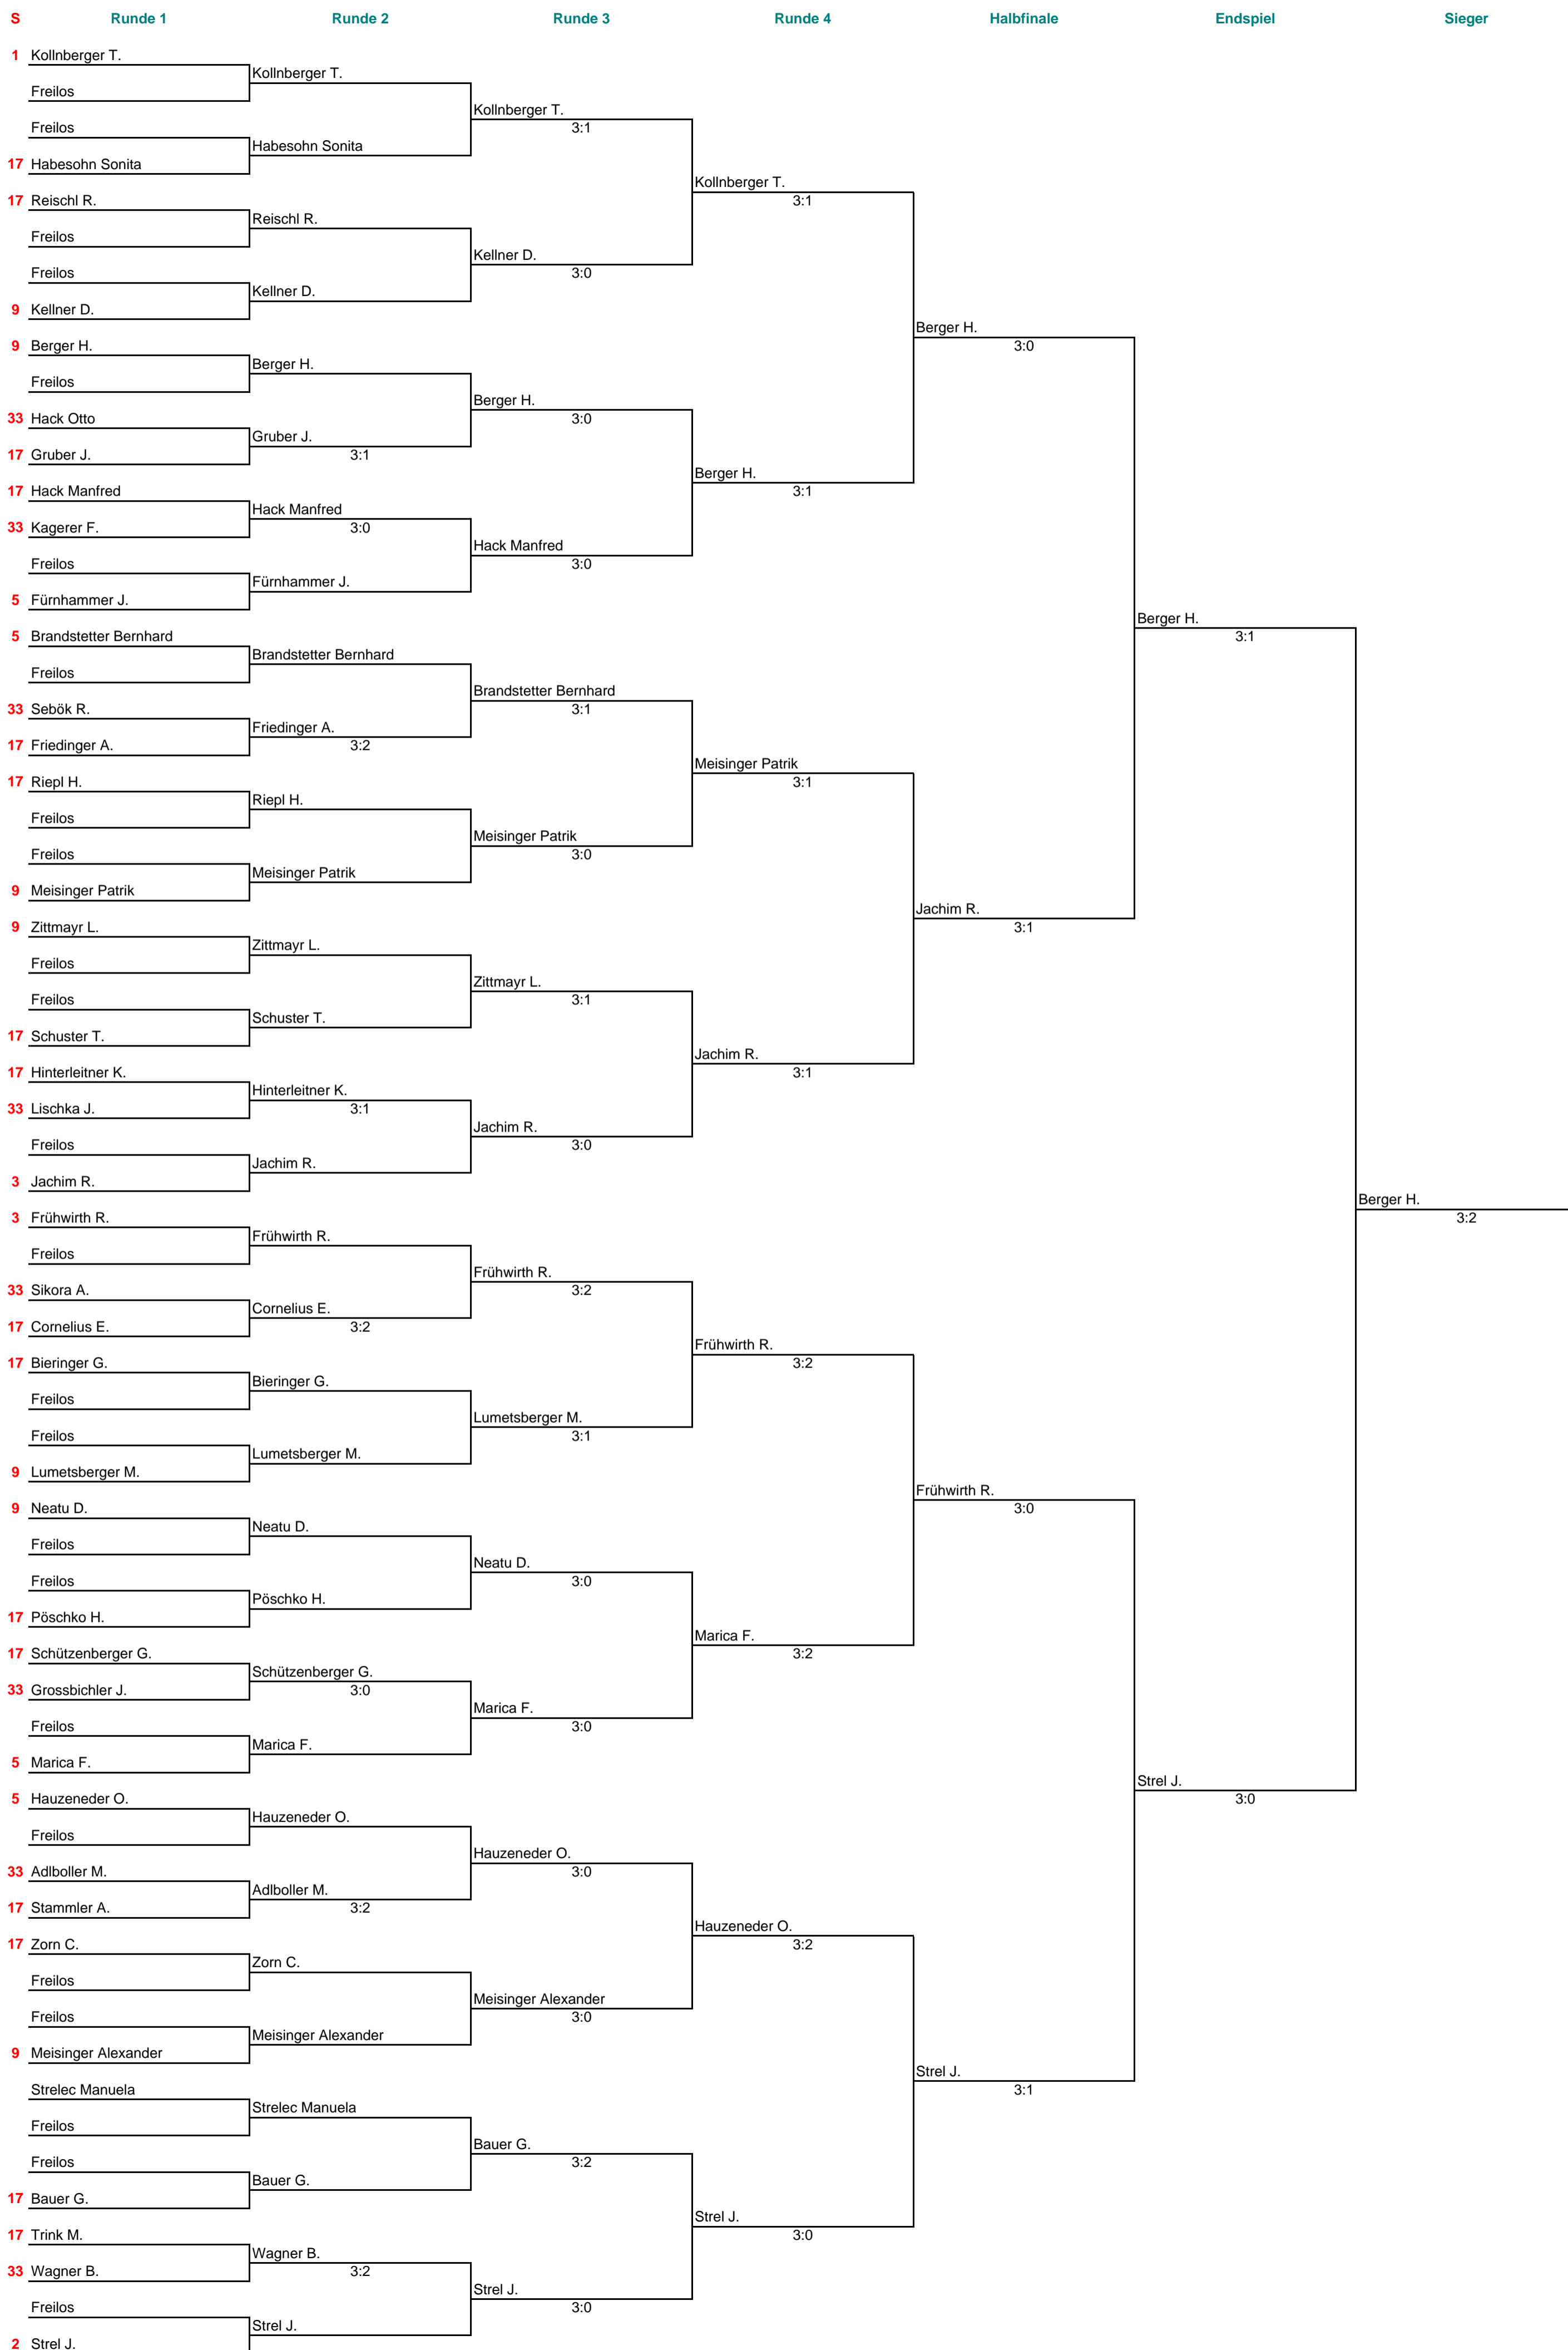 S Runde 1 Runde 2 Runde 3 Runde 4 Halbfinale Endspiel Sieger
1 Kollnberger T.
Kollnberger T.
Freilos
Kollnberger T.
Freilos
3:1
Habesohn Sonita
17 Habesohn Sonita
Kollnberger T.
17 Reischl R.
3:1
Reischl R.
Freilos
Kellner D.
Freilos
3:0
Kellner D.
9 Kellner D.
Berger H.
9 Berger H.
3:0
Berger H.
Freilos
Berger H.
33 Hack Otto
3:0
Gruber J.
17 Gruber J.
3:1
Berger H.
17 Hack Manfred
3:1
Hack Manfred
33 Kagerer F.
3:0
Hack Manfred
Freilos
3:0
Fürnhammer J.
5 Fürnhammer J.
Berger H.
5 Brandstetter Bernhard
3:1
Brandstetter Bernhard
Freilos
Brandstetter Bernhard
33 Sebök R.
3:1
Friedinger A.
17 Friedinger A.
3:2
Meisinger Patrik
17 Riepl H.
3:1
Riepl H.
Freilos
Meisinger Patrik
Freilos
3:0
Meisinger Patrik
9 Meisinger Patrik
Jachim R.
9 Zittmayr L.
3:1
Zittmayr L.
Freilos
Zittmayr L.
Freilos
3:1
Schuster T.
17 Schuster T.
Jachim R.
17 Hinterleitner K.
3:1
Hinterleitner K.
33 Lischka J.
3:1
Jachim R.
Freilos
3:0
Jachim R.
3 Jachim R.
Berger H.
3 Frühwirth R.
3:2
Frühwirth R.
Freilos
Frühwirth R.
33 Sikora A.
3:2
Cornelius E.
17 Cornelius E.
3:2
Frühwirth R.
17 Bieringer G.
3:2
Bieringer G.
Freilos
Lumetsberger M.
Freilos
3:1
Lumetsberger M.
9 Lumetsberger M.
Frühwirth R.
9 Neatu D.
3:0
Neatu D.
Freilos
Neatu D.
Freilos
3:0
Pöschko H.
17 Pöschko H.
Marica F.
17 Schützenberger G.
3:2
Schützenberger G.
33 Grossbichler J.
3:0
Marica F.
Freilos
3:0
Marica F.
5 Marica F.
Strel J.
5 Hauzeneder O.
3:0
Hauzeneder O.
Freilos
Hauzeneder O.
33 Adlboller M.
3:0
Adlboller M.
17 Stammler A.
3:2
Hauzeneder O.
17 Zorn C.
3:2
Zorn C.
Freilos
Meisinger Alexander
Freilos
3:0
Meisinger Alexander
9 Meisinger Alexander
Strel J.
Strelec Manuela
3:1
Strelec Manuela
Freilos
Bauer G.
Freilos
3:2
Bauer G.
17 Bauer G.
Strel J.
17 Trink M.
3:0
Wagner B.
33 Wagner B.
3:2
Strel J.
Freilos
3:0
Strel J.
2 Strel J.